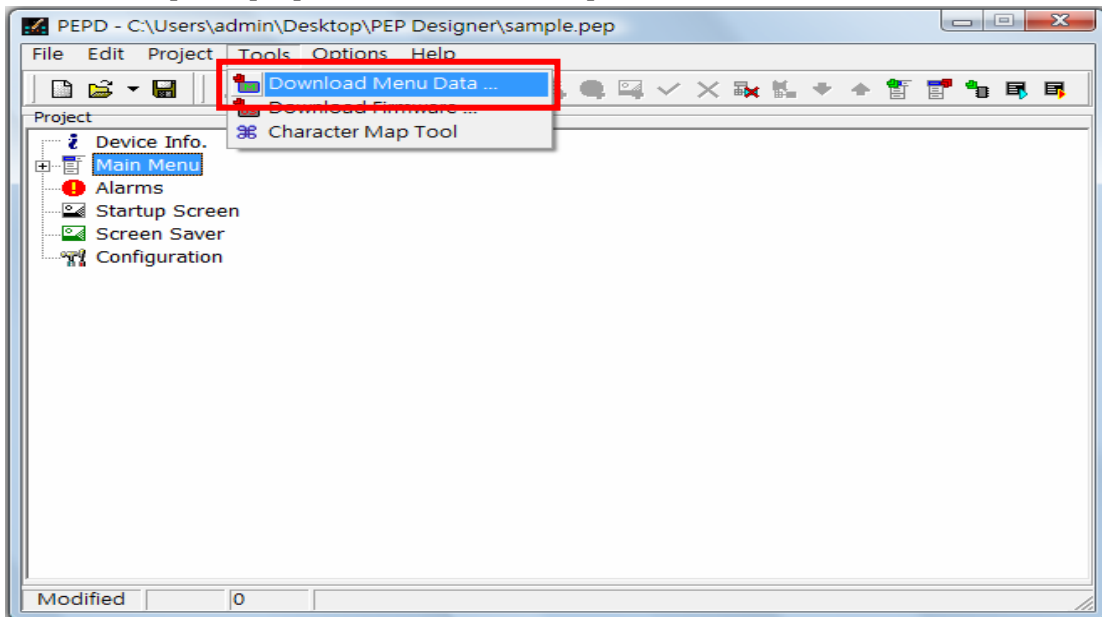 PEPD - C:\Users\admin\Desktop\PEP Designer\sample.pep
File Edit Project Tools Options Help
Download Menu Data ...
Download Firmware ...
Character Map Tool
Project
Device Info.
Main Menu
Alarms
Startup Screen
Screen Saver
Configuration
Modified 0